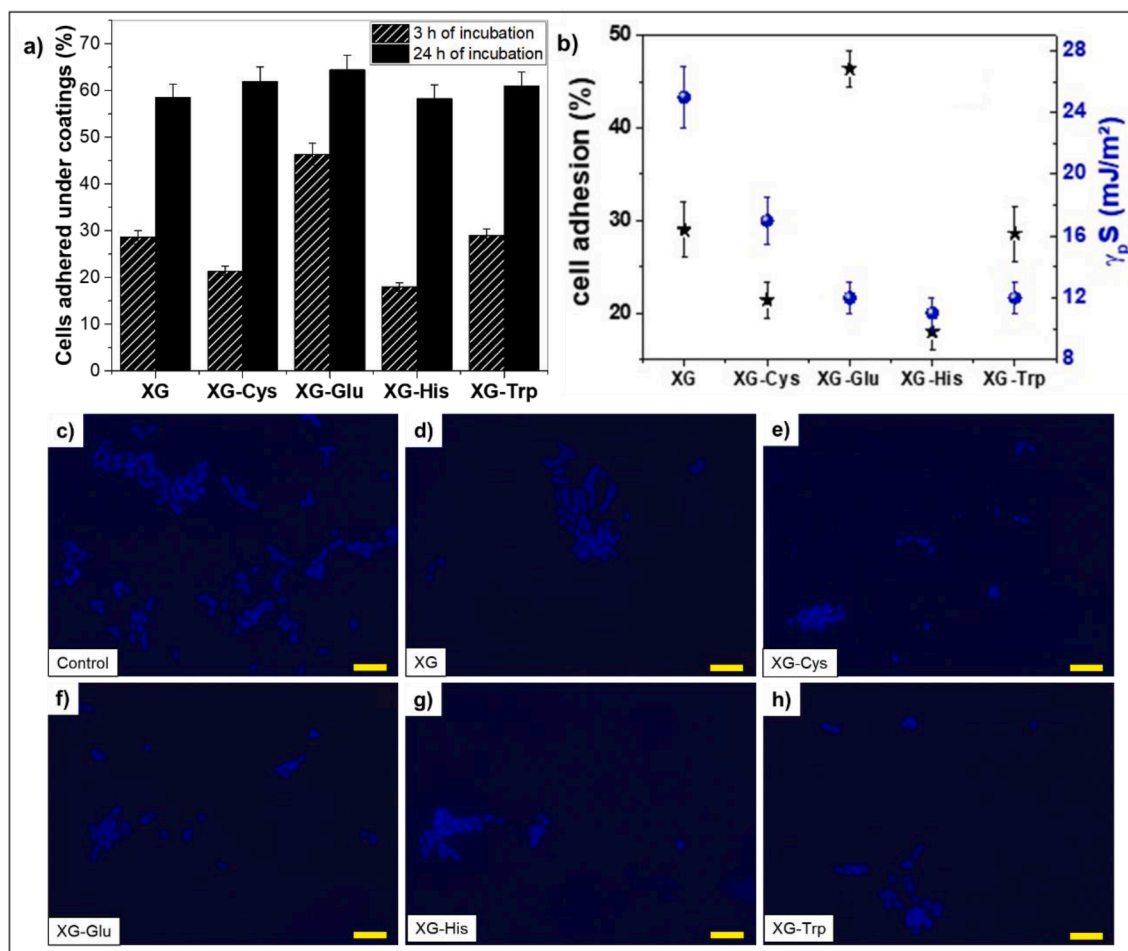 a)
Cells adhered under coatings (%)
70
60
50
40
30
20
10
0
3 h of incubation
24 h of incubation
XG XG-Cys XG-Glu XG-His XG-Trp
b)
cell adhesion (%)
50
40
30
20
28
24
20
16
12
8
γₚ S (mJ/m²)
XG XG-Cys XG-Glu XG-His XG-Trp
c)
Control
d)
XG
e)
XG-Cys
f)
XG-Glu
g)
XG-His
h)
XG-Trp